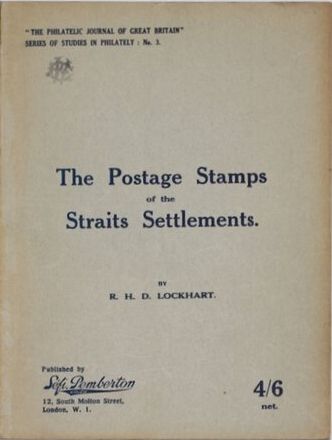 "THE PHILATELIC JOURNAL OF GREAT BRITAIN"
SERIES OF STUDIES IN PHILATELY : No. 3.
The Postage Stamps
of the
Straits Settlements.
BY
R. H. D. LOCKHART.
Published by
Sefi, Pemberton
12, South Molton Street,
London, W. 1.
4/6
net.